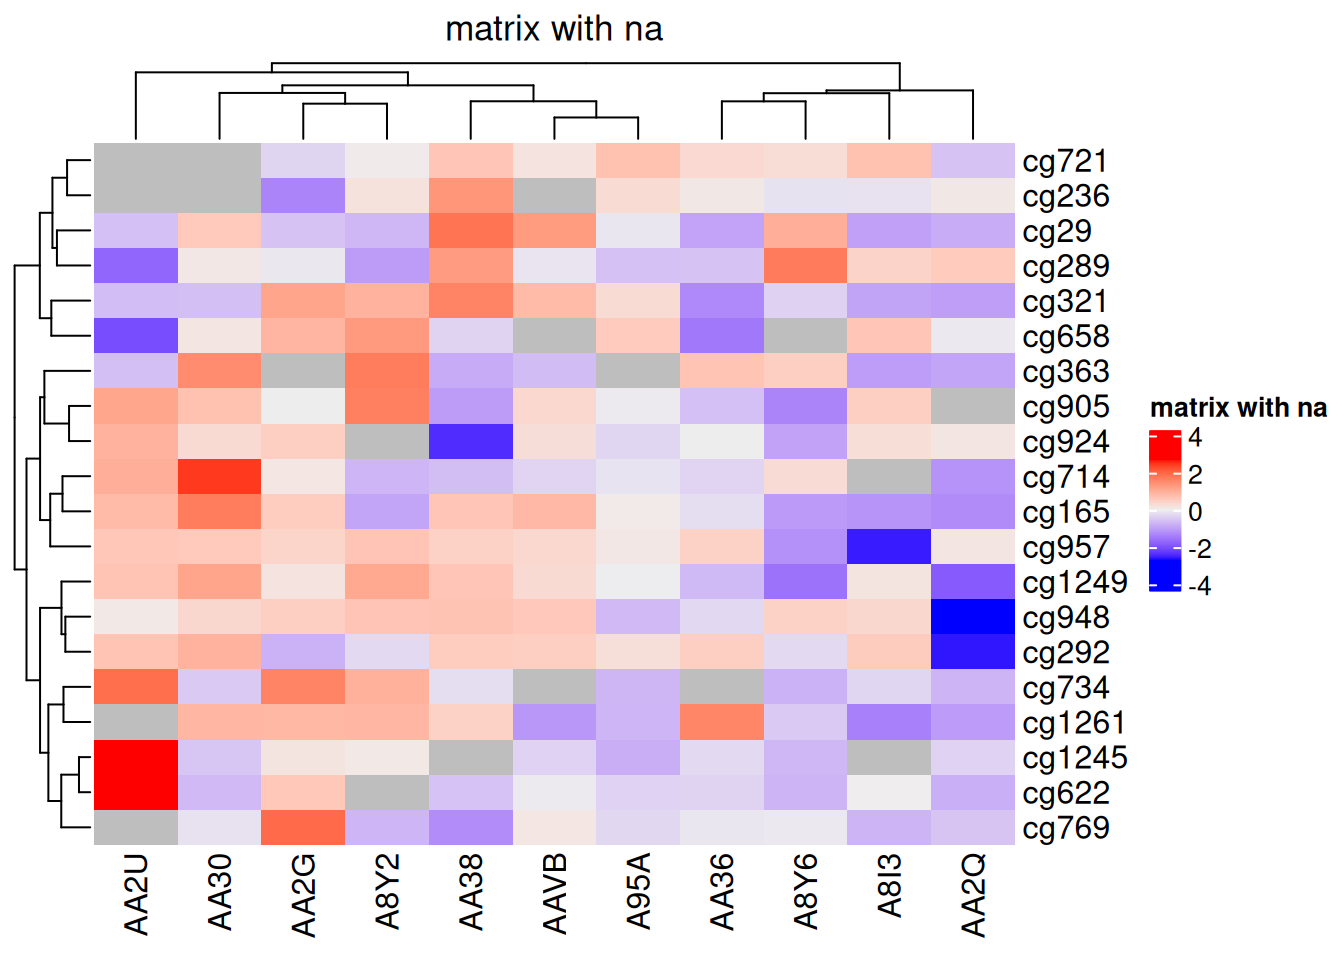 matrix with na
cg721
cg236
cg29
cg289
cg321
cg658
cg363
cg905
cg924
cg714
cg165
cg957
cg1249
cg948
cg292
cg734
cg1261
cg1245
cg622
cg769
matrix with na
4
2
0
-2
-4
AA2U
AA30
AA2G
A8Y2
AA38
AAVB
A95A
AA36
A8Y6
A8I3
AA2Q